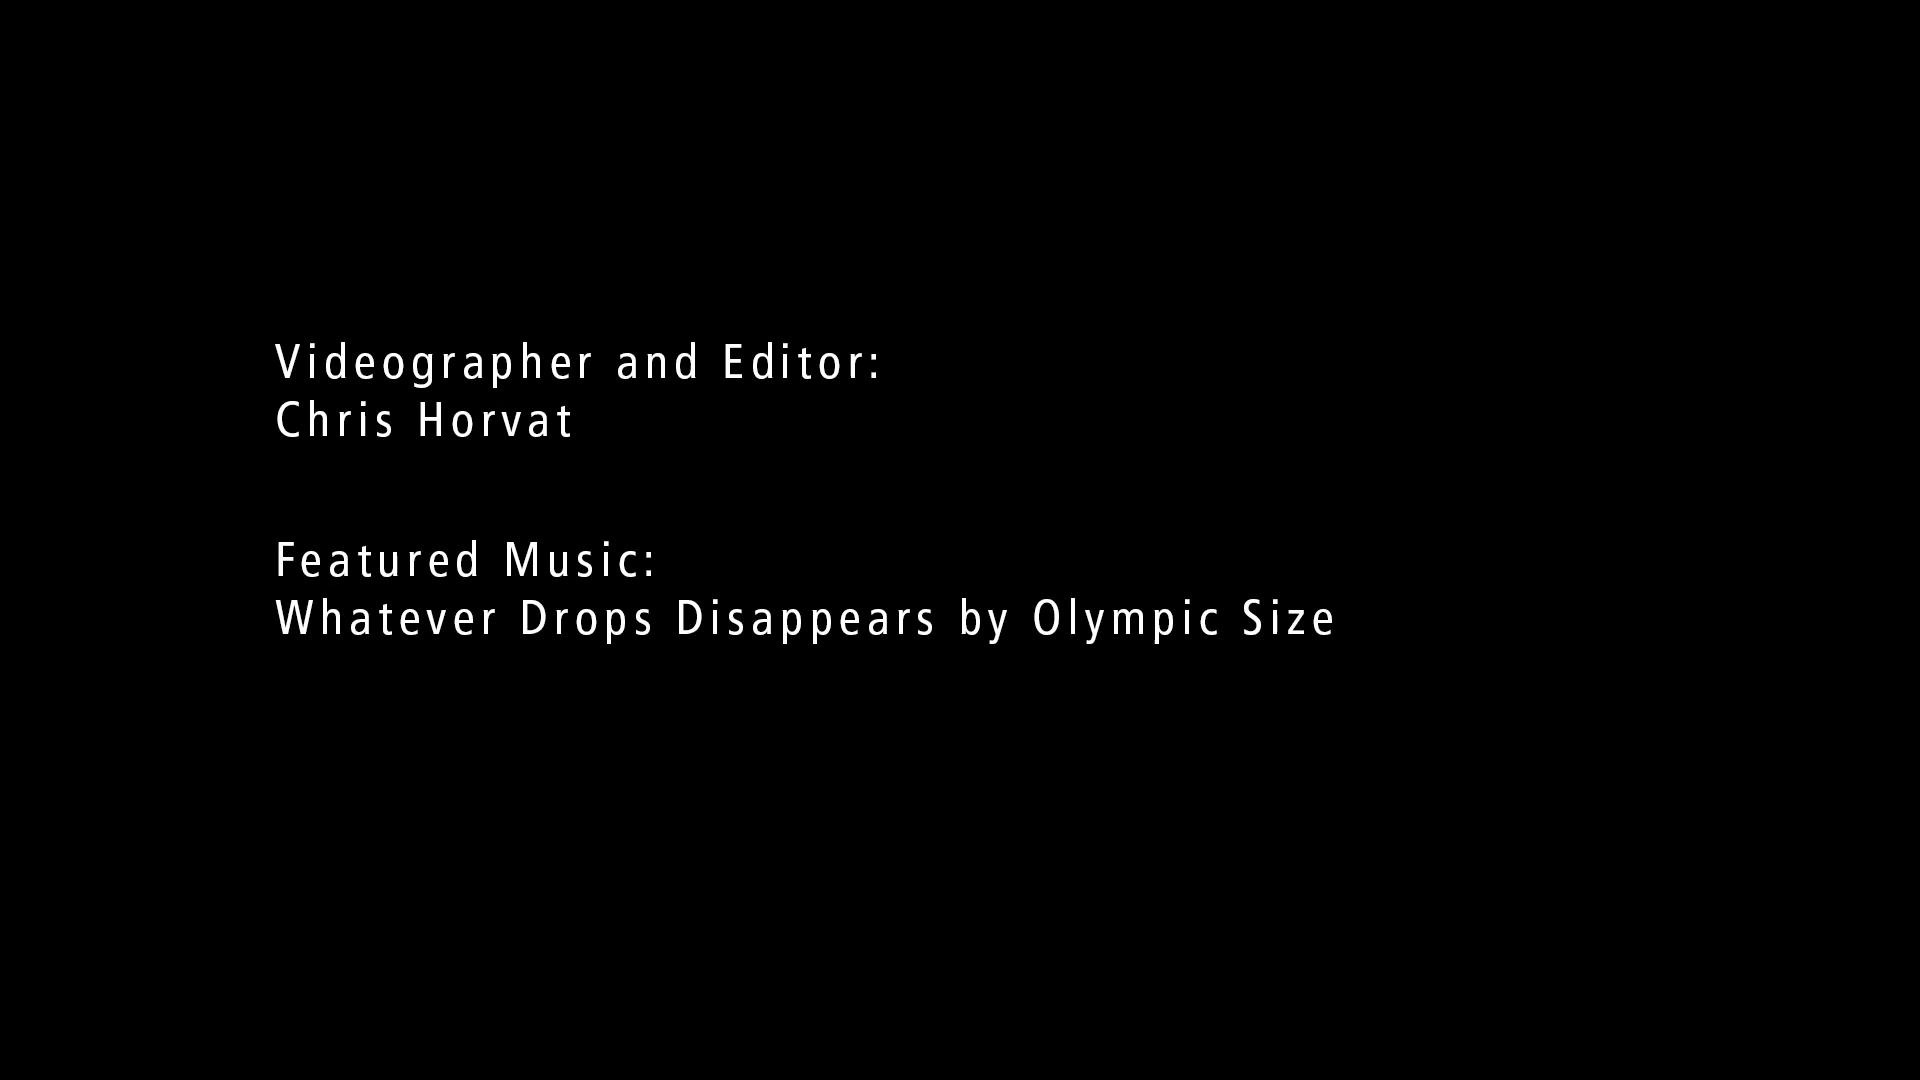 Videographer and Editor:
Chris Horvat
Featured Music:
Whatever Drops Disappears by Olympic Size